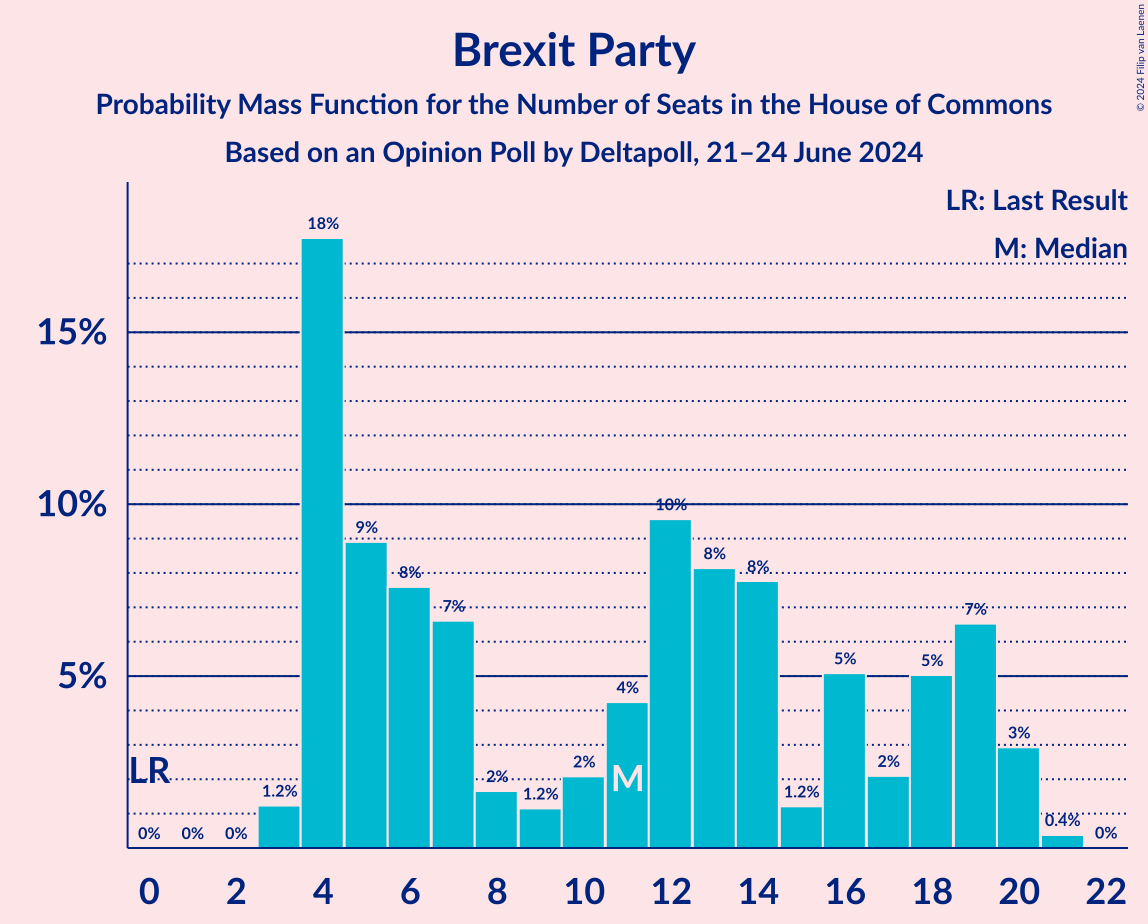 Brexit Party
Probability Mass Function for the Number of Seats in the House of Commons
Based on an Opinion Poll by Deltapoll, 21–24 June 2024
© 2024 Filip van Laenen
LR: Last Result
M: Median
15%
10%
5%
LR
M
0%
0%
0%
1.2%
18%
9%
8%
7%
2%
1.2%
2%
4%
10%
8%
8%
1.2%
5%
2%
5%
7%
3%
0.4%
0%
0 2 4 6 8 10 12 14 16 18 20 22